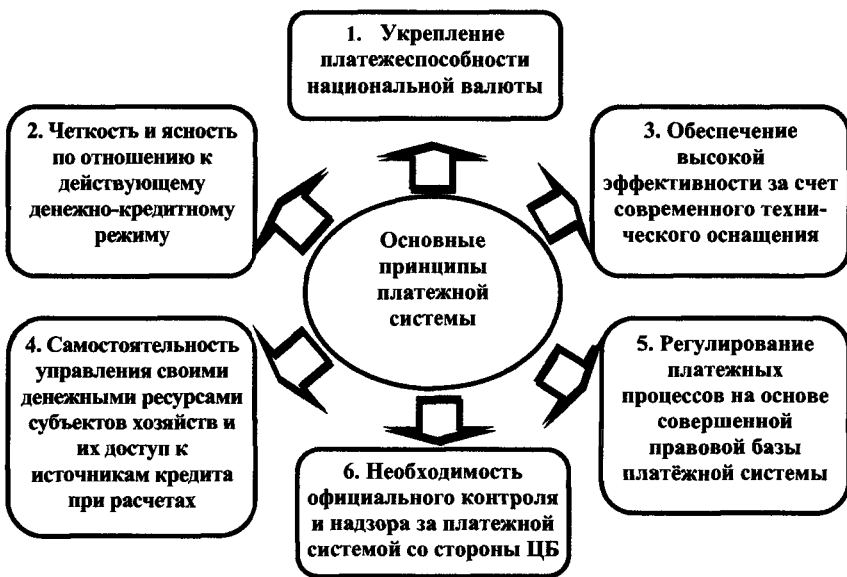 1. Укрепление
платежеспособности
национальной валюты
2. Четкость и ясность
по отношению к
действующему
денежно-кредитному
режиму
3. Обеспечение
высокой
эффективности за счет
современного техни-
ческого оснащения
Основные
принципы
платежной
системы
4. Самостоятельность
управления своими
денежными ресурсами
субъектов хозяйств и
их доступ к
источникам кредита
при расчетах
5. Регулирование
платежных
процессов на основе
совершенной
правовой базы
платёжной системы
6. Необходимость
официального контроля
и надзора за платежной
системой со стороны ЦБ